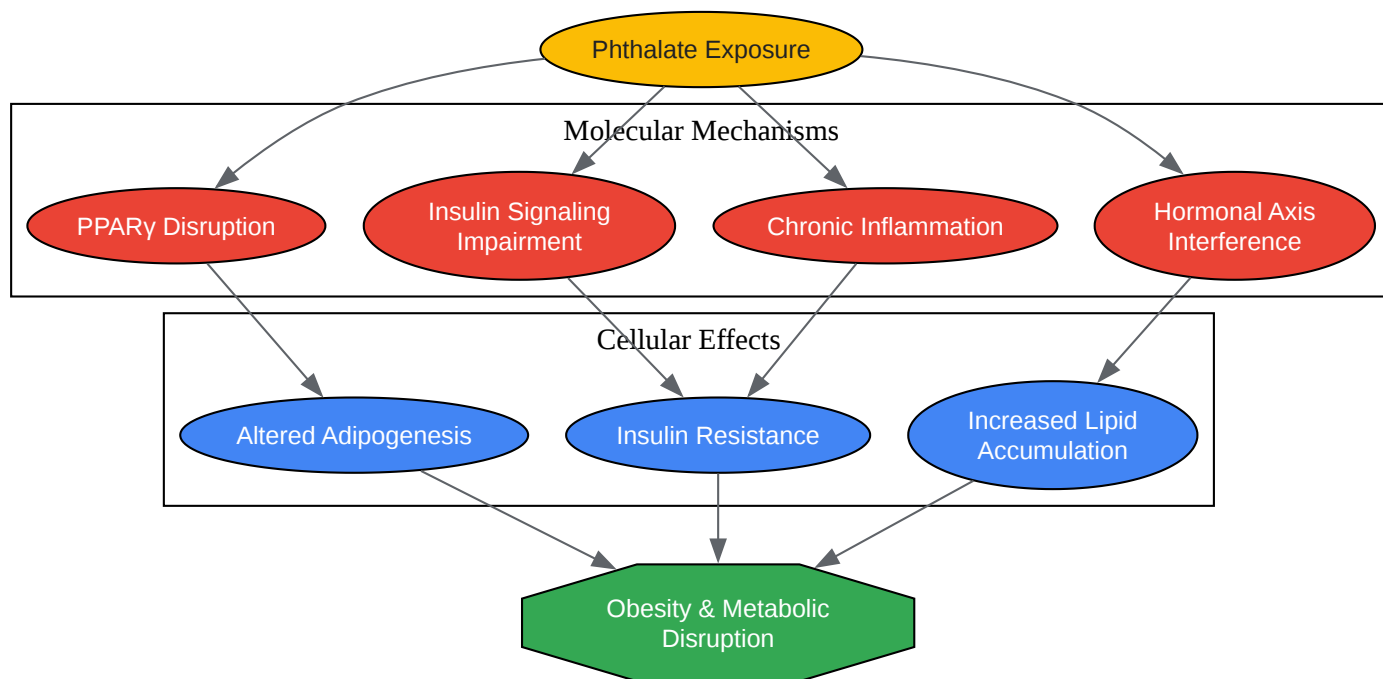 Phthalate Exposure
Molecular Mechanisms
PPARγ Disruption
Insulin Signaling
Impairment
Chronic Inflammation
Hormonal Axis
Interference
Cellular Effects
Altered Adipogenesis
Insulin Resistance
Increased Lipid
Accumulation
Obesity & Metabolic
Disruption